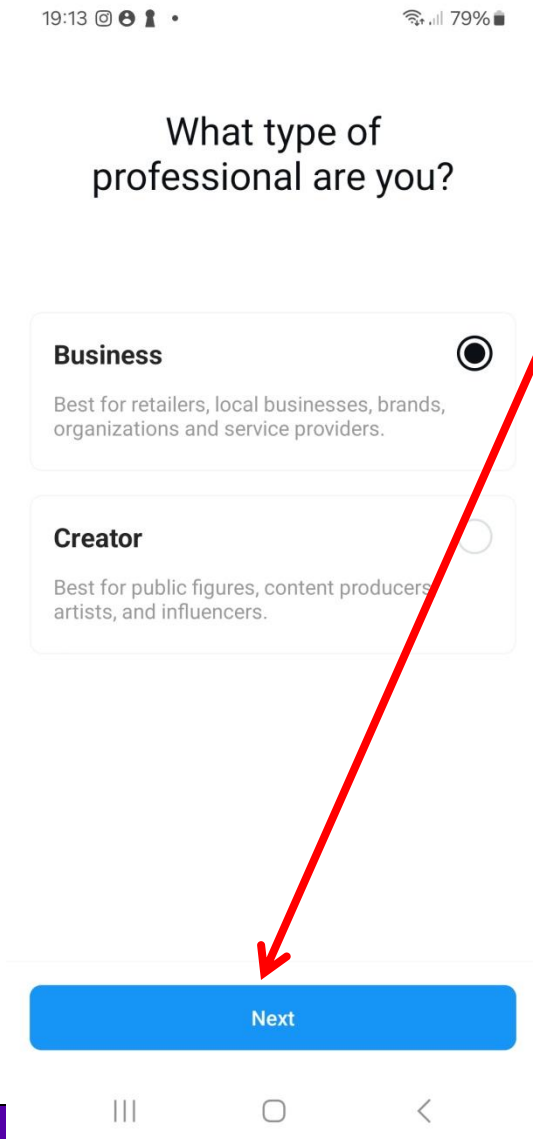 19:13
79%
What type of
professional are you?
Business
Best for retailers, local businesses, brands,
organizations and service providers.
Creator
Best for public figures, content producers
artists, and influencers.
Next